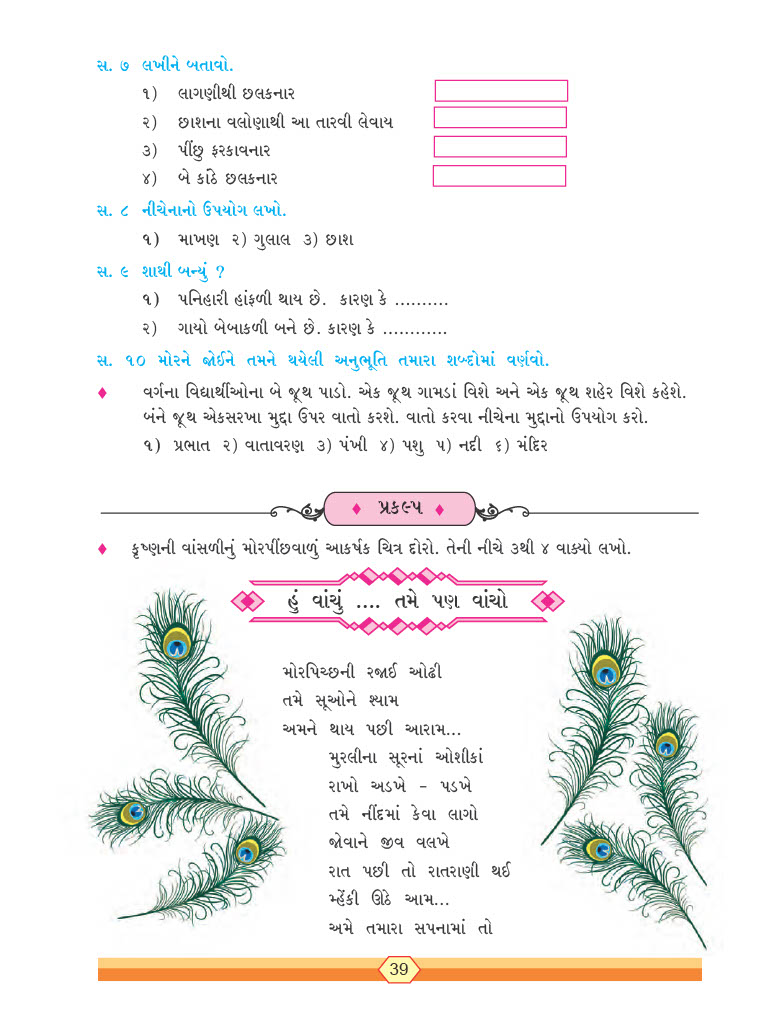 સ. ૭ લખીને બતાવો.
૧) લાગણીથી છલકનાર
૨) છાશના વલોણાથી આ તારવી લેવાય
૩) પીંછુ ફરકાવનાર
૪) બે કાંઠે છલકનાર
સ. ૮ નીચેનાનો ઉપયોગ લખો.
૧) માખણ ૨) ગુલાલ ૩) છાશ
સ. ૯ શાથી બન્યું ?
૧) પનિહારી હાંફળી થાય છે. કારણ કે ..........
૨) ગાયો બેબાકળી બને છે. કારણ કે ............
સ. ૧૦ મોરને જોઈને તમને થયેલી અનુભૂતિ તમારા શબ્દોમાં વર્ણવો.
♦ વર્ગના વિદ્યાર્થીઓના બે જૂથ પાડો. એક જૂથ ગામડાં વિશે અને એક જૂથ શહેર વિશે કહેશે.
બંને જૂથ એકસરખા મુદ્દા ઉપર વાતો કરશે. વાતો કરવા નીચેના મુદ્દાનો ઉપયોગ કરો.
૧) પ્રભાત ૨) વાતાવરણ ૩) પંખી ૪) પશુ ૫) નદી ૬) મંદિર
♦ પ્રકલ્પ ♦
♦ કૃષ્ણની વાંસળીનું મોરપીંછવાળું આકર્ષક ચિત્ર દોરો. તેની નીચે ૩થી ૪ વાક્યો લખો.
હું વાંચું .... તમે પણ વાંચો
મોરપિચ્છની રજાઈ ઓઢી
તમે સૂઓને શ્યામ
અમને થાય પછી આરામ...
મુરલીના સૂરનાં ઓશીકાં
રાખો અડખે - પડખે
તમે નીંદમાં કેવા લાગો
જોવાને જીવ વલખે
રાત પછી તો રાતરાણી થઈ
મ્હેંકી ઊઠે આમ...
અમે તમારા સપનામાં તો
39